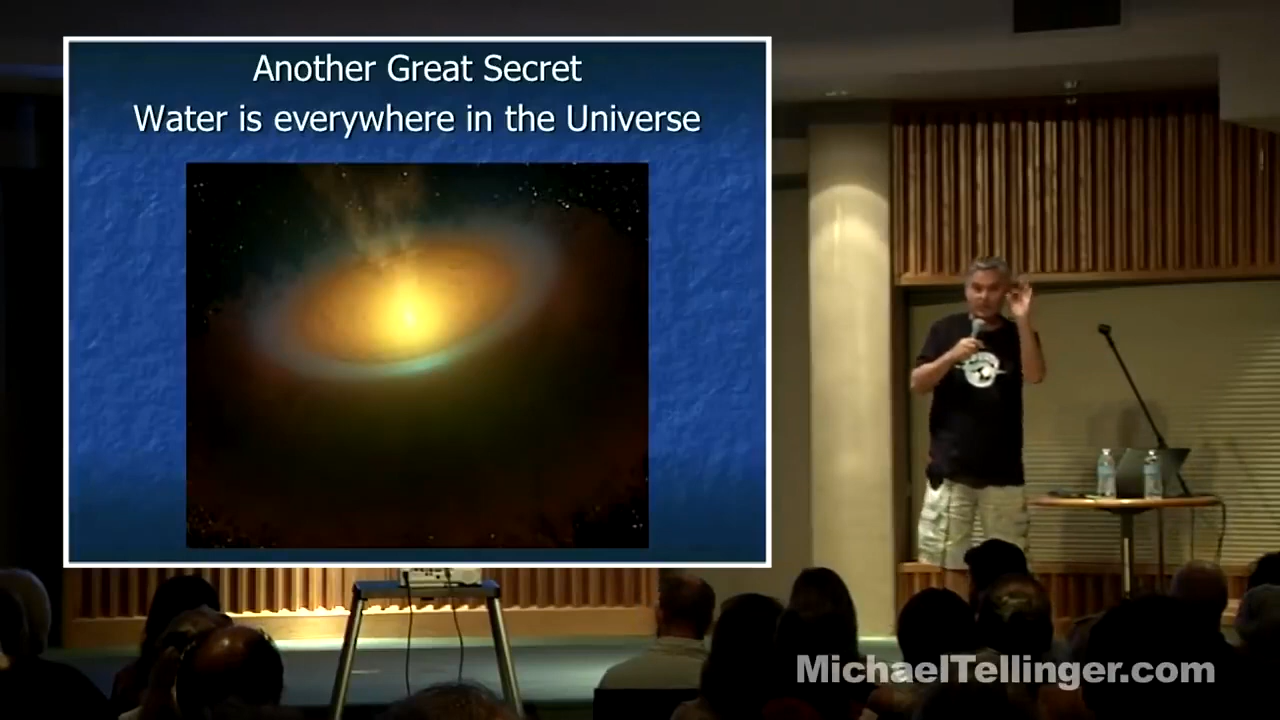 Another Great Secret
Water is everywhere in the Universe
MichaelTellinger.com